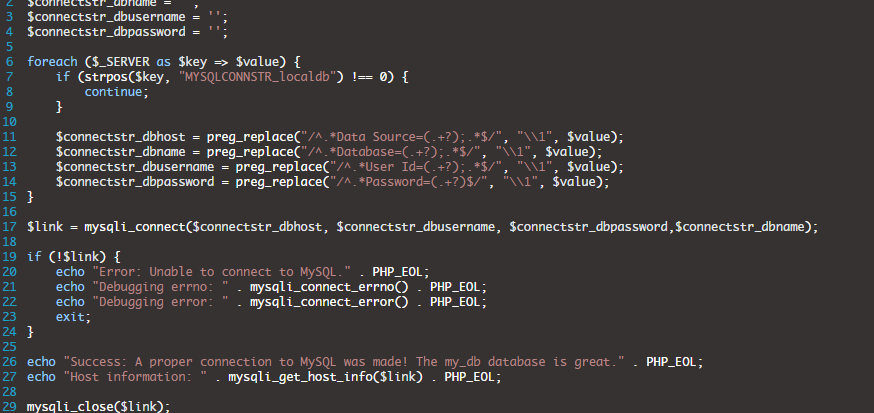 2 $connectstr_dbname = '';
3 $connectstr_dbusername = '';
4 $connectstr_dbpassword = '';
5
6 foreach ($_SERVER as $key => $value) {
7     if (strpos($key, "MYSQLCONNSTR_localdb") !== 0) {
8         continue;
9     }
10
11     $connectstr_dbhost = preg_replace("/^.*Data Source=(.+?);.*$/", "\\1", $value);
12     $connectstr_dbname = preg_replace("/^.*Database=(.+?);.*$/", "\\1", $value);
13     $connectstr_dbusername = preg_replace("/^.*User Id=(.+?);.*$/", "\\1", $value);
14     $connectstr_dbpassword = preg_replace("/^.*Password=(.+?)$/", "\\1", $value);
15 }
16
17 $link = mysqli_connect($connectstr_dbhost, $connectstr_dbusername, $connectstr_dbpassword,$connectstr_dbname);
18
19 if (!$link) {
20     echo "Error: Unable to connect to MySQL." . PHP_EOL;
21     echo "Debugging errno: " . mysqli_connect_errno() . PHP_EOL;
22     echo "Debugging error: " . mysqli_connect_error() . PHP_EOL;
23     exit;
24 }
25
26 echo "Success: A proper connection to MySQL was made! The my_db database is great." . PHP_EOL;
27 echo "Host information: " . mysqli_get_host_info($link) . PHP_EOL;
28
29 mysqli_close($link);